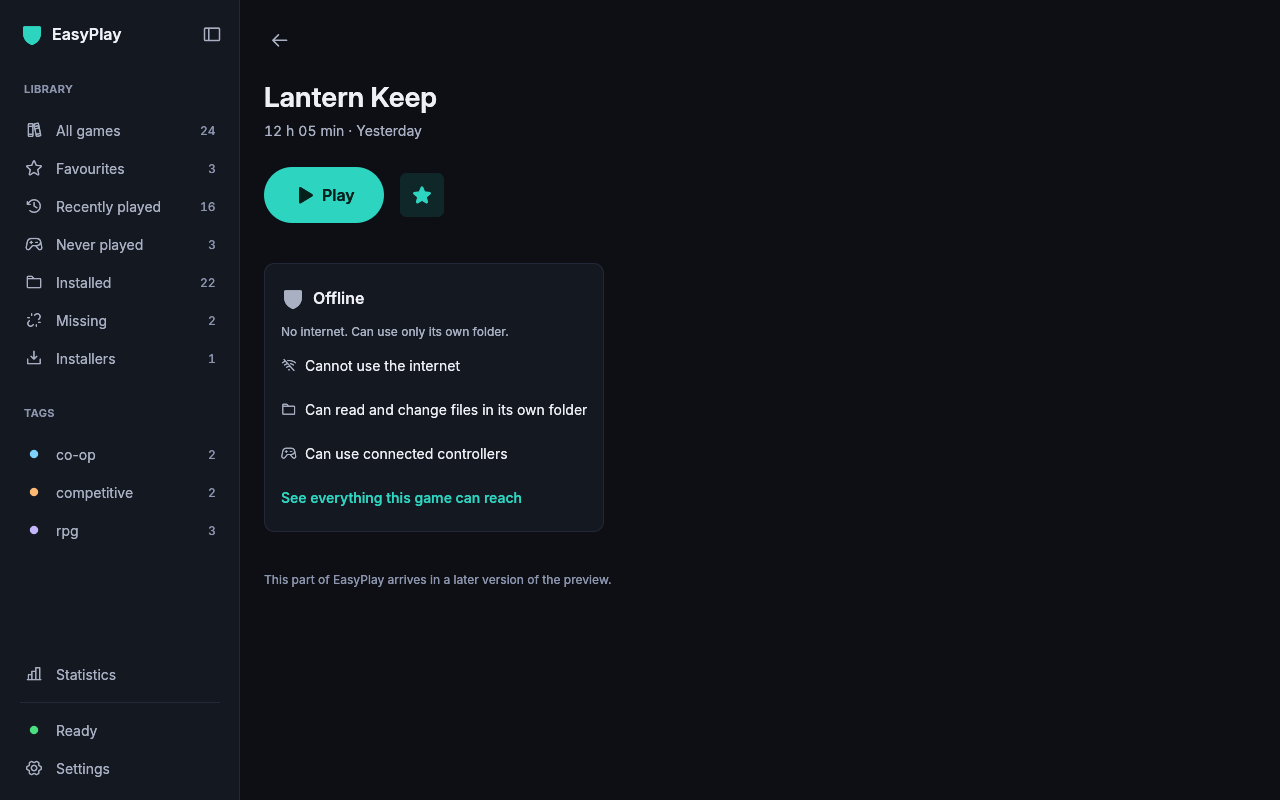 EasyPlay
LIBRARY
All games 24
Favourites 3
Recently played 16
Never played 3
Installed 22
Missing 2
Installers 1
TAGS
co-op 2
competitive 2
rpg 3
Statistics
Ready
Settings
Lantern Keep
12 h 05 min · Yesterday
Play
Offline
No internet. Can use only its own folder.
Cannot use the internet
Can read and change files in its own folder
Can use connected controllers
See everything this game can reach
This part of EasyPlay arrives in a later version of the preview.